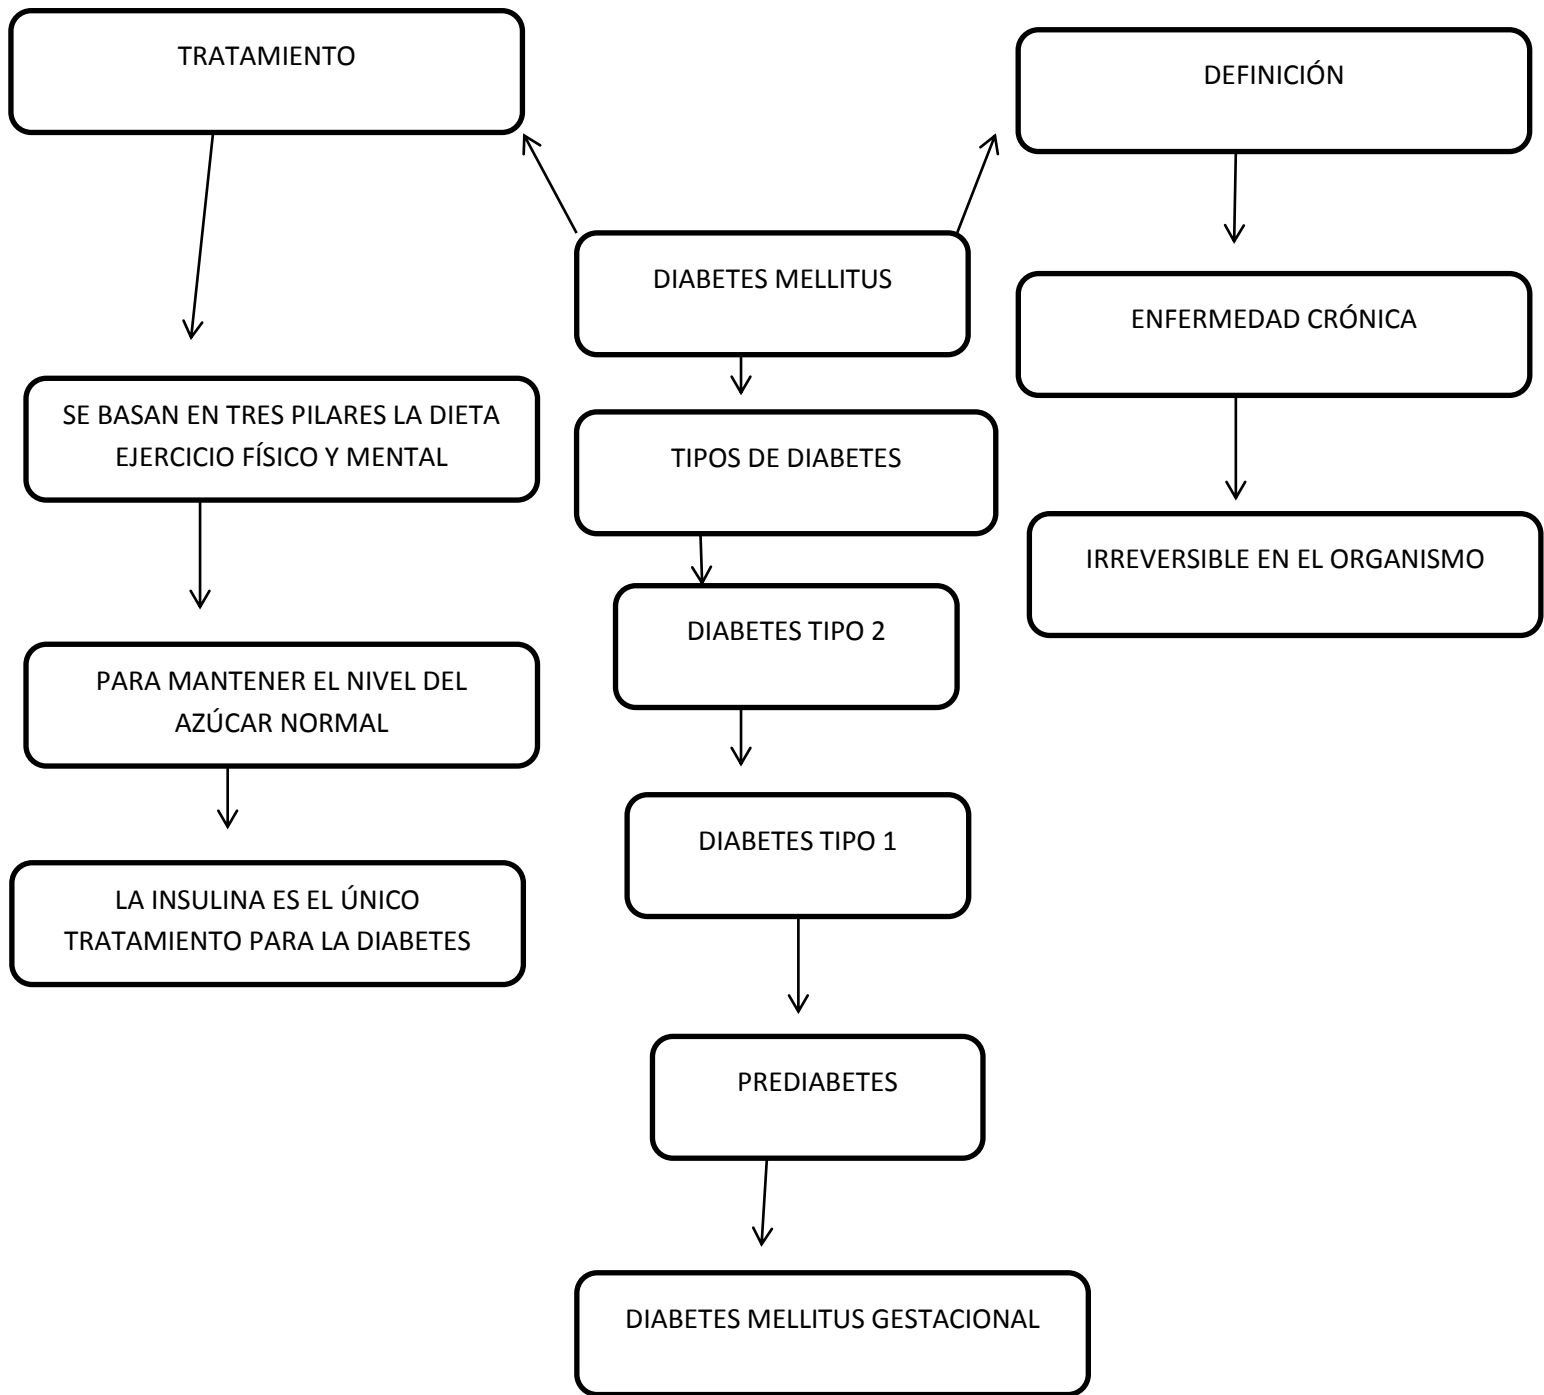 TRATAMIENTO
DEFINICIÓN
DIABETES MELLITUS
ENFERMEDAD CRÓNICA
SE BASAN EN TRES PILARES LA DIETA
EJERCICIO FÍSICO Y MENTAL
TIPOS DE DIABETES
IRREVERSIBLE EN EL ORGANISMO
DIABETES TIPO 2
PARA MANTENER EL NIVEL DEL
AZÚCAR NORMAL
DIABETES TIPO 1
LA INSULINA ES EL ÚNICO
TRATAMIENTO PARA LA DIABETES
PREDIABETES
DIABETES MELLITUS GESTACIONAL